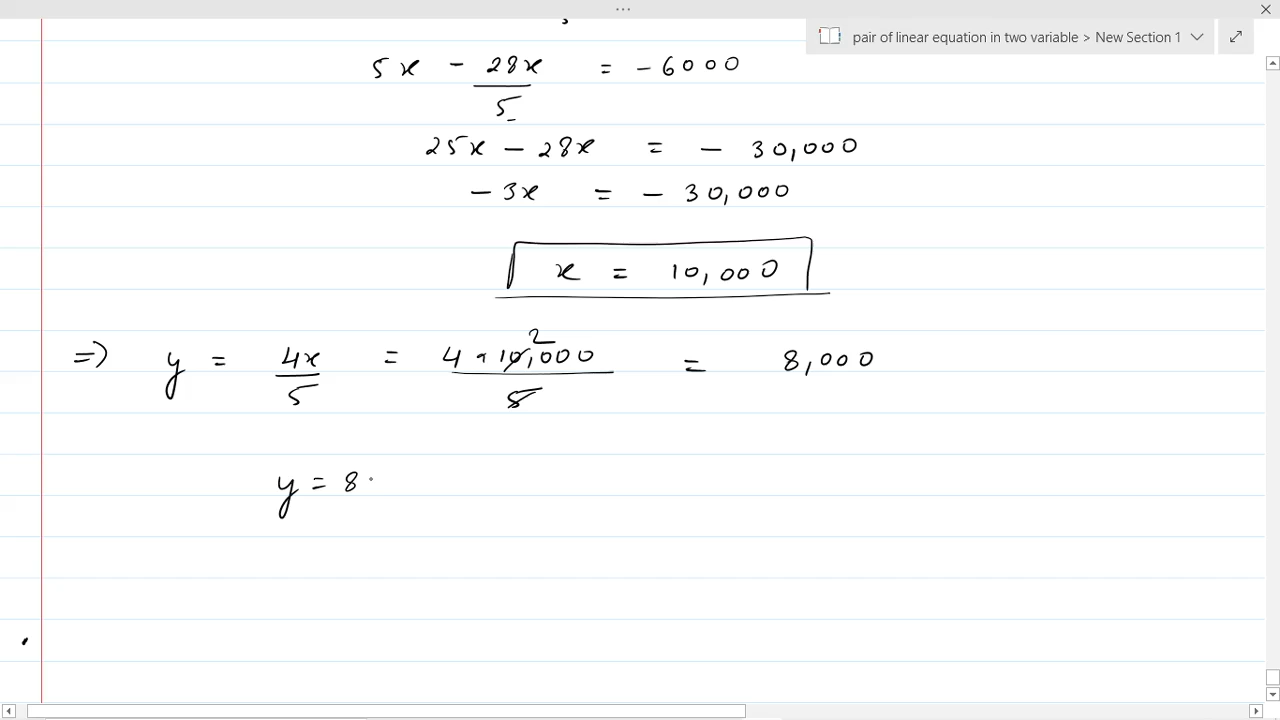 pair of linear equation in two variable > New Section 1
5x - 28x/5 = - 6000
25x - 28x = - 30,000
- 3x = - 30,000
x = 10,000
=> y = 4x/5 = 4 * 10,000/5 = 8,000
2
y = 8